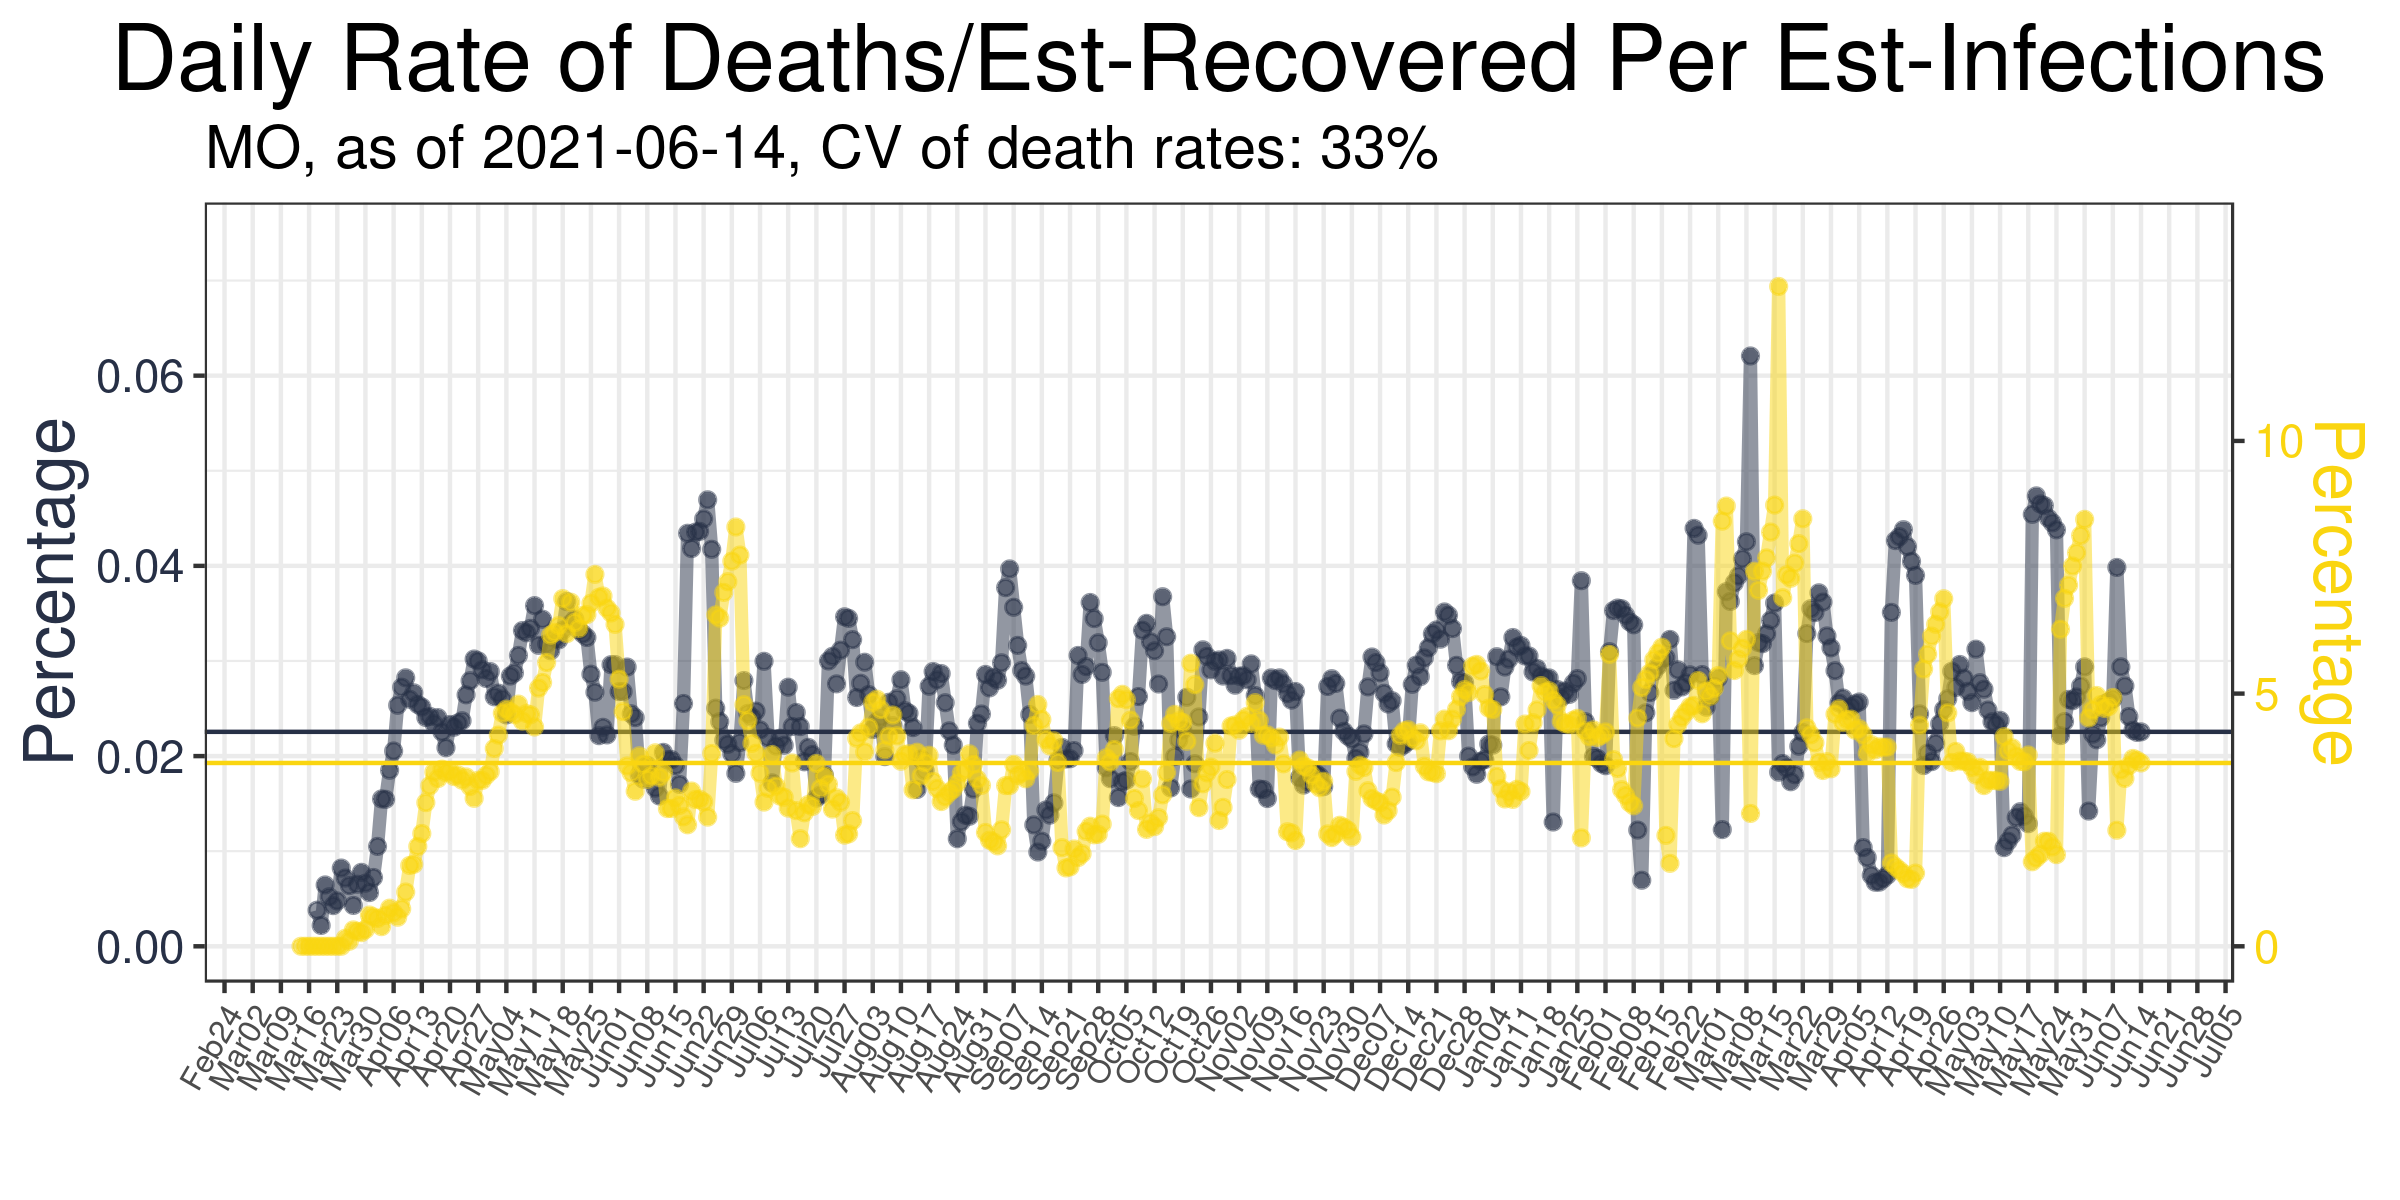 Daily Rate of Deaths/Est-Recovered Per Est-Infections
MO, as of 2021-06-14, CV of death rates: 33%
Percentage
0.06
0.04
0.02
0.00
10
5
0
Percentage
Feb24
Mar02
Mar09
Mar16
Mar23
Mar30
Apr06
Apr13
Apr20
Apr27
May04
May11
May18
May25
Jun01
Jun08
Jun15
Jun22
Jun29
Jul06
Jul13
Jul20
Jul27
Aug03
Aug10
Aug17
Aug24
Aug31
Sep07
Sep14
Sep21
Sep28
Oct05
Oct12
Oct19
Oct26
Nov02
Nov09
Nov16
Nov23
Nov30
Dec07
Dec14
Dec21
Dec28
Jan04
Jan11
Jan18
Jan25
Feb01
Feb08
Feb15
Feb22
Mar01
Mar08
Mar15
Mar22
Mar29
Apr05
Apr12
Apr19
Apr26
May03
May10
May17
May24
May31
Jun07
Jun14
Jun21
Jun28
Jul05